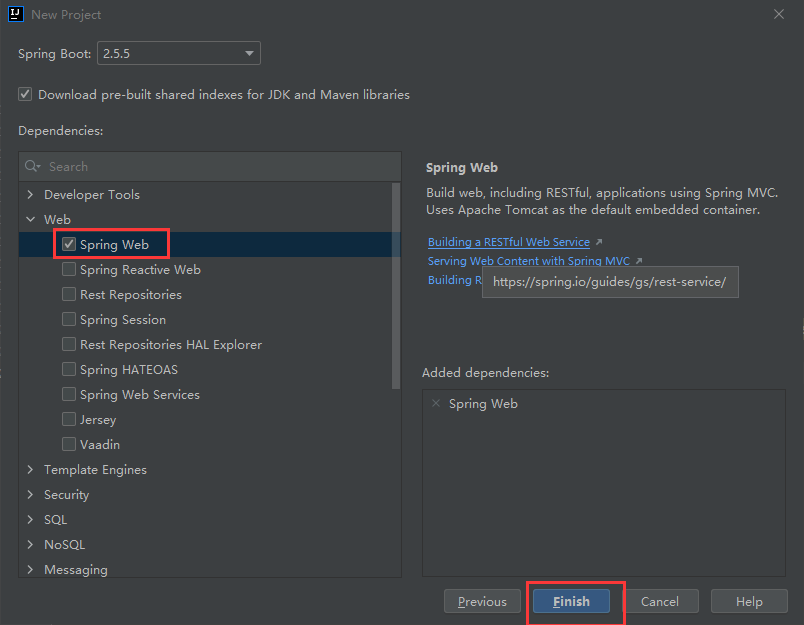 New Project
Spring Boot: 2.5.5
Download pre-built shared indexes for JDK and Maven libraries
Dependencies:
Search
Developer Tools
Web
Spring Web
Spring Reactive Web
Rest Repositories
Spring Session
Rest Repositories HAL Explorer
Spring HATEOAS
Spring Web Services
Jersey
Vaadin
Template Engines
Security
SQL
NoSQL
Messaging
Spring Web
Build web, including RESTful, applications using Spring MVC.
Uses Apache Tomcat as the default embedded container.
Building a RESTful Web Service
Serving Web Content with Spring MVC
Building R
https://spring.io/guides/gs/rest-service/
Added dependencies:
Spring Web
Previous Finish Cancel Help